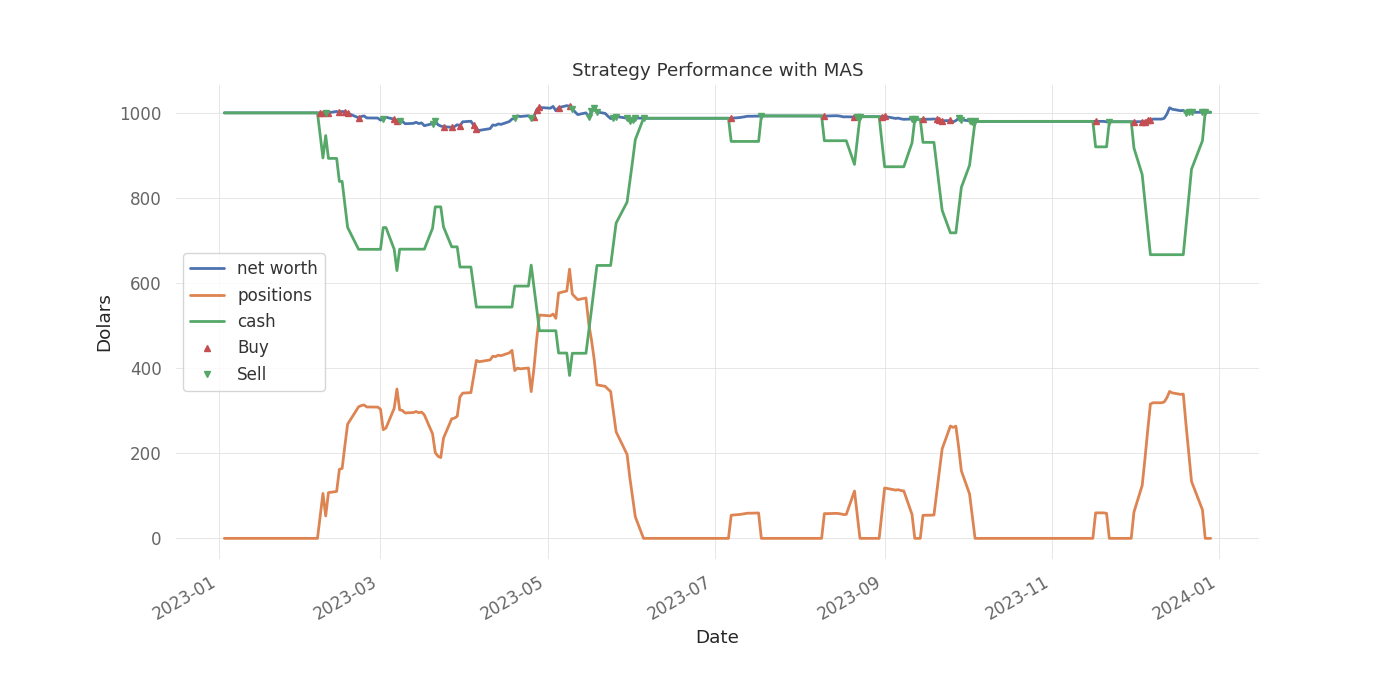 Strategy Performance with MAS
1000
800
600
400
200
0
Dolars
net worth
positions
cash
Buy
Sell
2023-01
2023-03
2023-05
2023-07
2023-09
2023-11
2024-01
Date